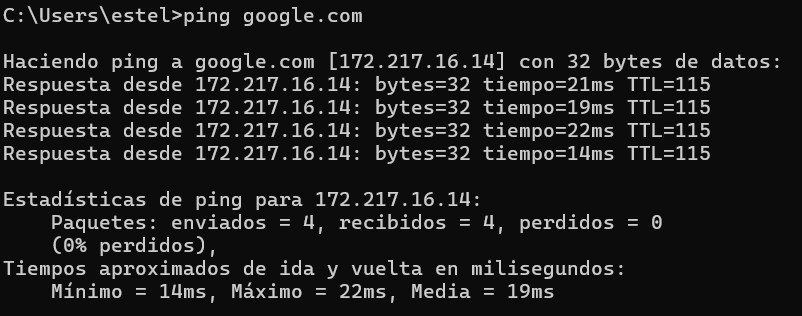 C:\Users\estel>ping google.com
Haciendo ping a google.com [172.217.16.14] con 32 bytes de datos:
Respuesta desde 172.217.16.14: bytes=32 tiempo=21ms TTL=115
Respuesta desde 172.217.16.14: bytes=32 tiempo=19ms TTL=115
Respuesta desde 172.217.16.14: bytes=32 tiempo=22ms TTL=115
Respuesta desde 172.217.16.14: bytes=32 tiempo=14ms TTL=115
Estadísticas de ping para 172.217.16.14:
    Paquetes: enviados = 4, recibidos = 4, perdidos = 0
    (0% perdidos),
Tiempos aproximados de ida y vuelta en milisegundos:
    Mínimo = 14ms, Máximo = 22ms, Media = 19ms